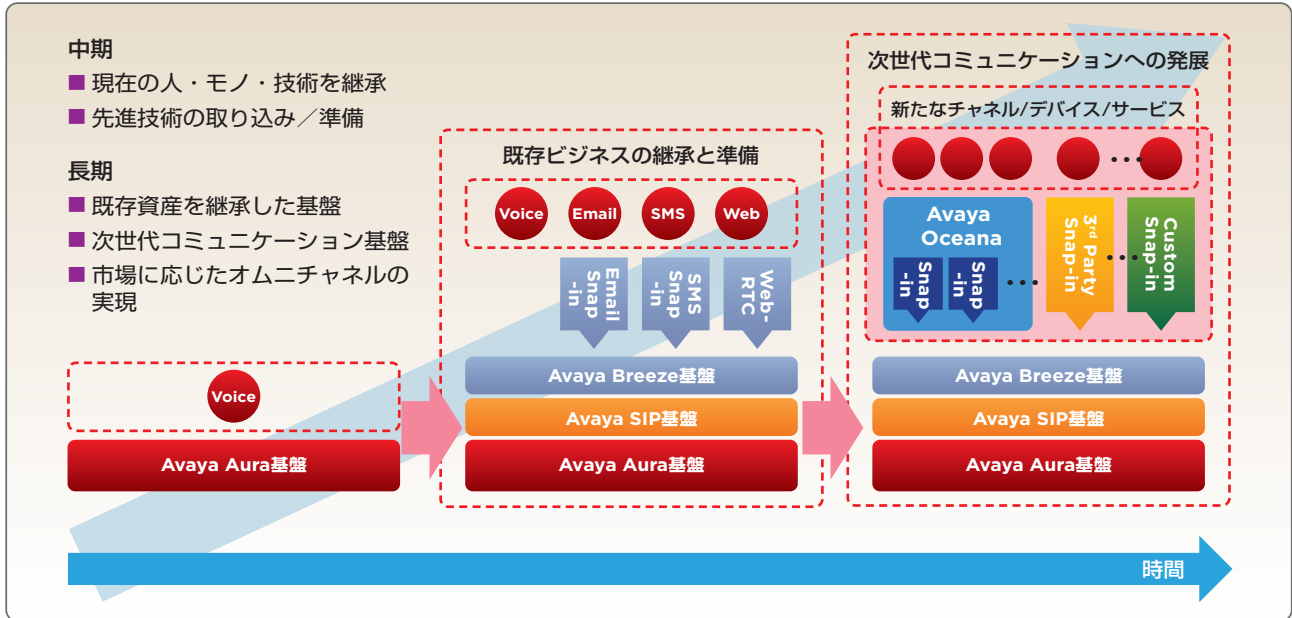 中期
■ 現在の人・モノ・技術を継承
■ 先進技術の取り込み／準備
長期
■ 既存資産を継承した基盤
■ 次世代コミュニケーション基盤
■ 市場に応じたオムニチャネルの
実現
Voice
Avaya Aura基盤
既存ビジネスの継承と準備
Voice
Email
SMS
Web
Email
Snap
-in
SMS
Snap
-in
Web-
RTC
Avaya Breeze基盤
Avaya SIP基盤
Avaya Aura基盤
次世代コミュニケーションへの発展
新たなチャネル/デバイス/サービス
•••
Avaya
Oceana
Snap
-in
Snap
-in
•••
3rd Party
Snap-in
••••
Custom
Snap-in
Avaya Breeze基盤
Avaya SIP基盤
Avaya Aura基盤
時間